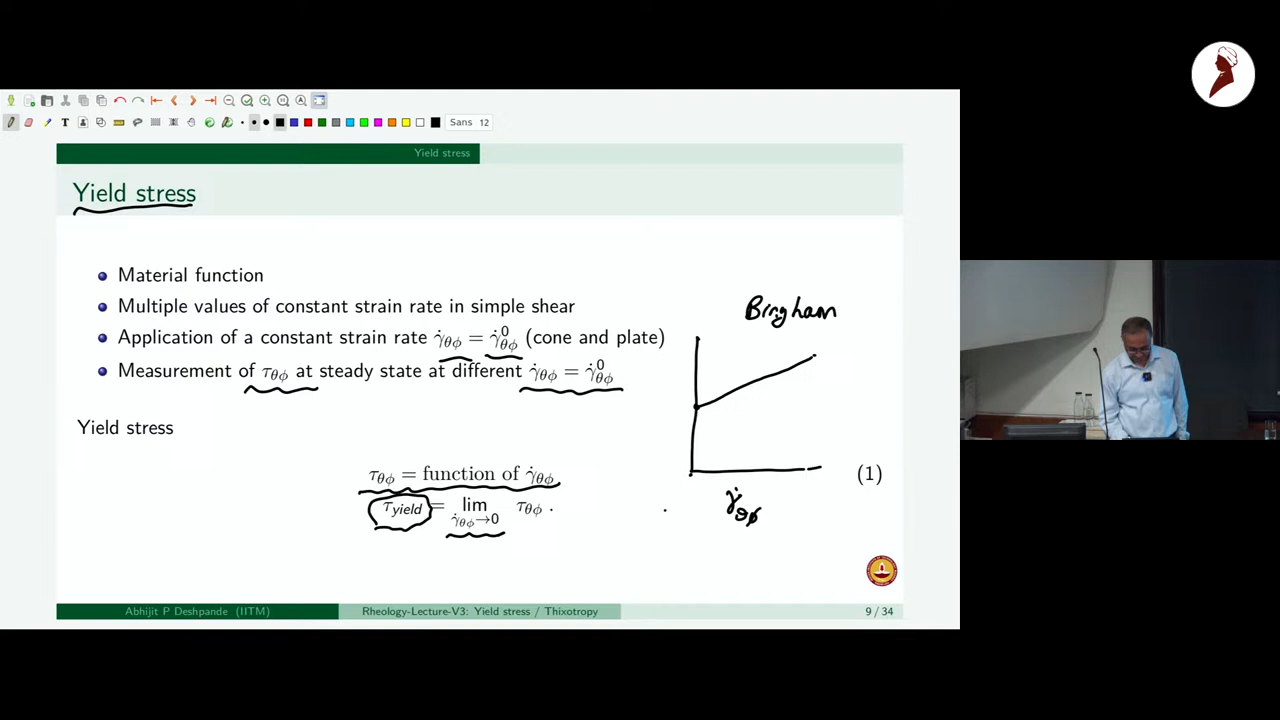 Sans 12
Yield stress
Yield stress
Material function
Multiple values of constant strain rate in simple shear
Application of a constant strain rate γ̇θφ = γ̇⁰θφ (cone and plate)
Measurement of τθφ at steady state at different γ̇θφ = γ̇⁰θφ
Bingham
Yield stress
τθφ = function of γ̇θφ
(1)
τyield = lim γ̇θφ→0 τθφ .
γ̇θφ
Abhijit P Deshpande (IITM) Rheology-Lecture-V3: Yield stress / Thixotropy 9 / 34